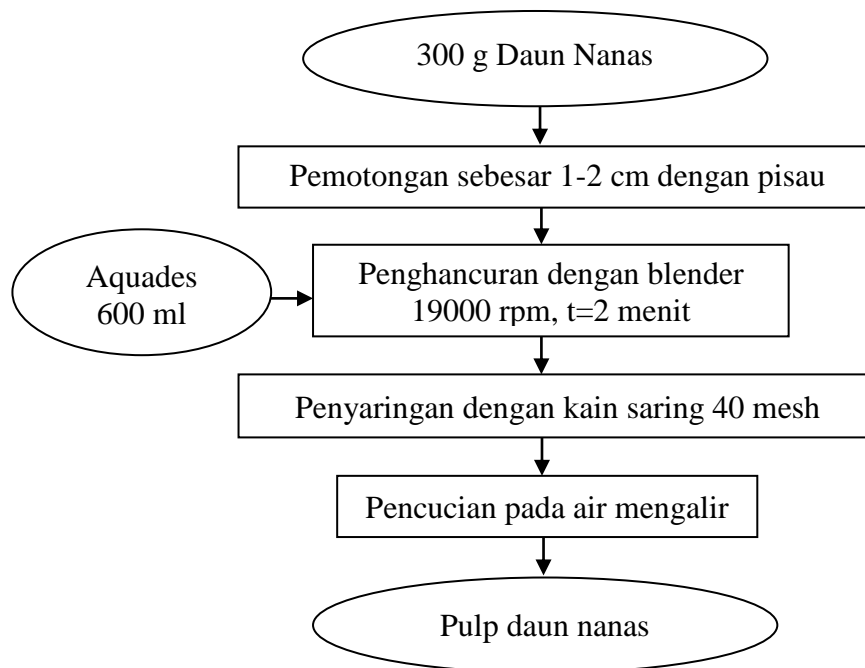 300 g Daun Nanas
Pemotongan sebesar 1-2 cm dengan pisau
Aquades
600 ml
Penghancuran dengan blender
19000 rpm, t=2 menit
Penyaringan dengan kain saring 40 mesh
Pencucian pada air mengalir
Pulp daun nanas